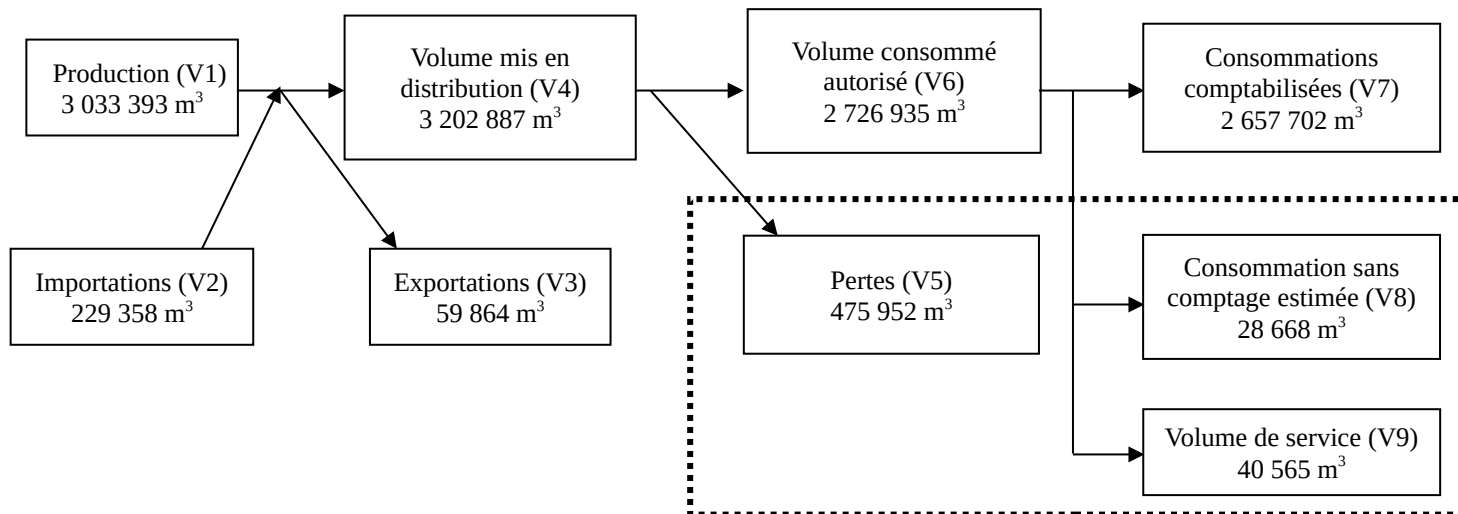 Production (V1)
3 033 393 m³
Volume mis en
distribution (V4)
3 202 887 m³
Volume consommé
autorisé (V6)
2 726 935 m³
Consommations
comptabilisées (V7)
2 657 702 m³
Importations (V2)
229 358 m³
Exportations (V3)
59 864 m³
Pertes (V5)
475 952 m³
Consommation sans
comptage estimée (V8)
28 668 m³
Volume de service (V9)
40 565 m³